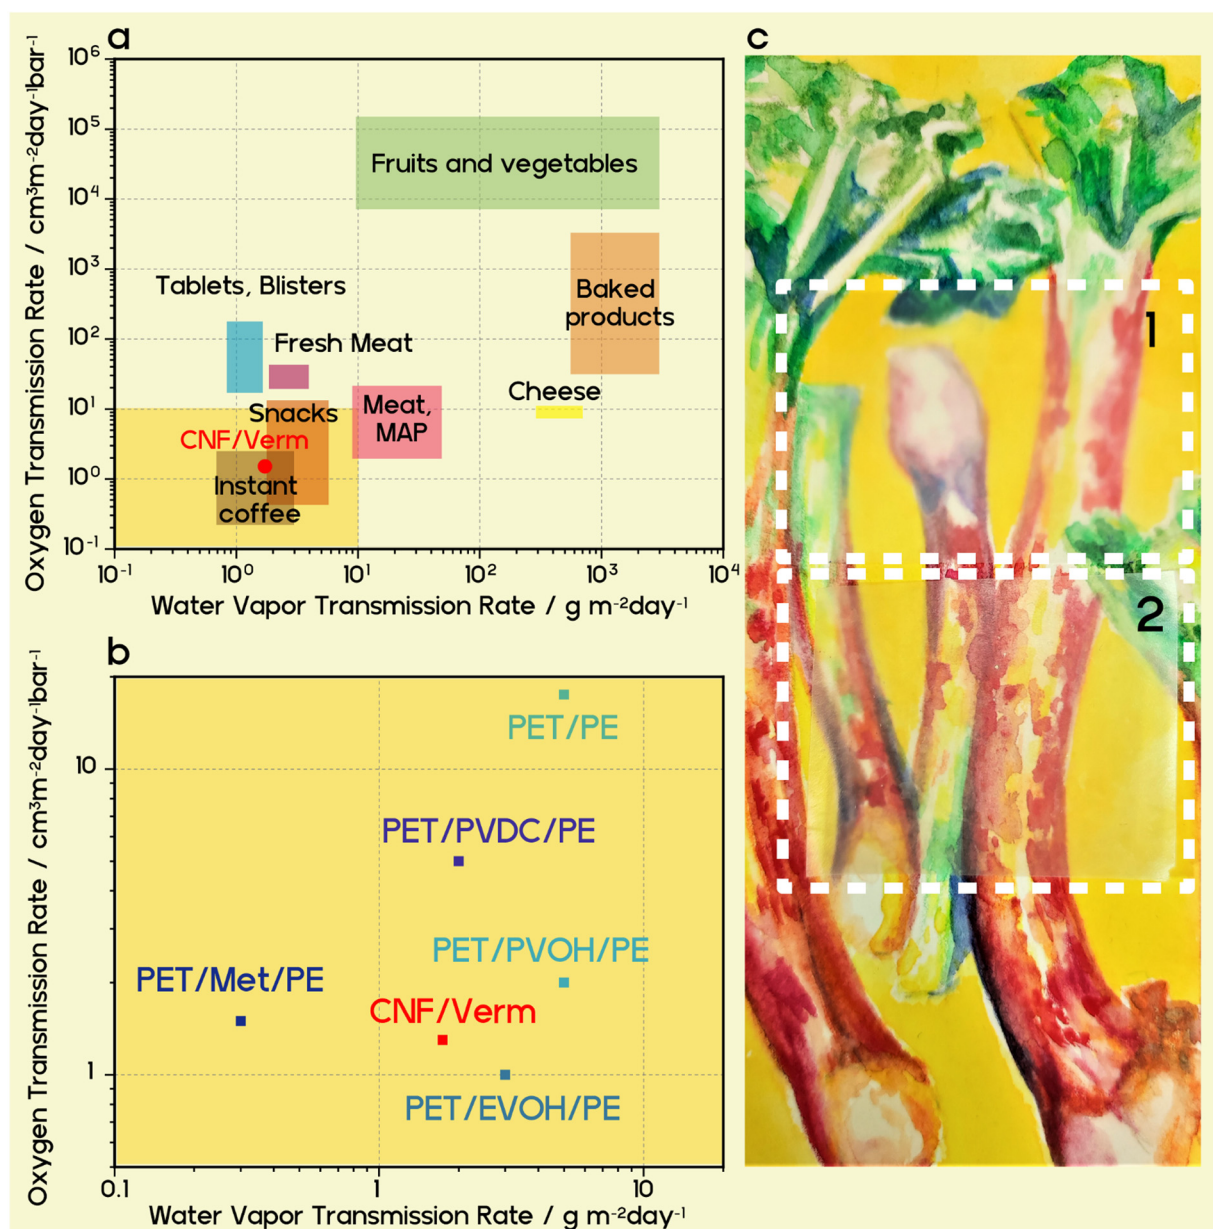 a
10⁶
10⁵
10⁴
10³
10²
10¹
10⁰
10⁻¹
Oxygen Transmission Rate / cm³m⁻²day⁻¹bar⁻¹
Fruits and vegetables
Baked
products
Tablets, Blisters
Fresh Meat
Cheese
Meat,
MAP
Snacks
CNF/Verm
Instant
coffee
10⁻¹ 10⁰ 10¹ 10² 10³ 10⁴
Water Vapor Transmission Rate / g m⁻²day⁻¹
b
10
1
Oxygen Transmission Rate / cm³m⁻²day⁻¹bar⁻¹
PET/PE
PET/PVDC/PE
PET/PVOH/PE
PET/Met/PE
CNF/Verm
PET/EVOH/PE
0.1 1 10
Water Vapor Transmission Rate / g m⁻²day⁻¹
c
1
2